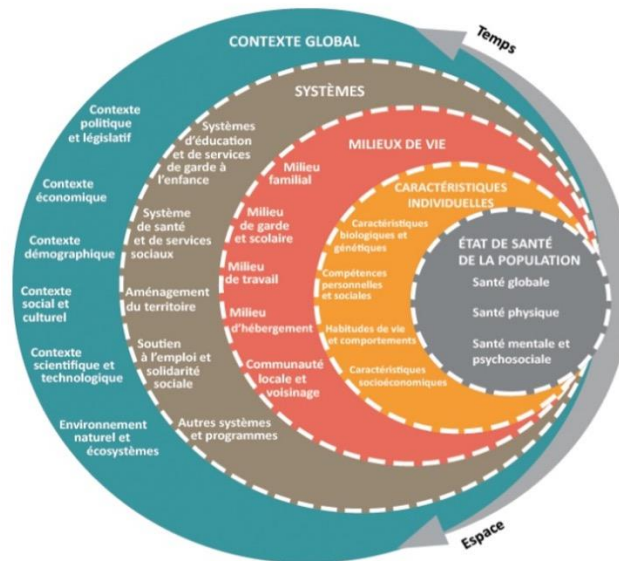 CONTEXTE GLOBAL
Temps
Contexte
politique
et législatif
Contexte
économique
Contexte
démographique
Contexte
social et
culturel
Contexte
scientifique et
technologique
Environnement
naturel et
écosystèmes
SYSTÈMES
Systèmes
d'éducation
et de services
de garde à
l'enfance
Système
de santé
et de services
sociaux
Aménagement
du territoire
Soutien
à l'emploi et
solidarité
sociale
Autres systèmes
et programmes
MILIEUX DE VIE
Milieu
familial
Milieu
de garde
et scolaire
Milieu
de travail
Milieu
d'hébergement
Communauté
locale et
voisinage
CARACTÉRISTIQUES
INDIVIDUELLES
Caractéristiques
biologiques et
génétiques
Compétences
personnelles
et sociales
Habitudes de vie
et comportements
Caractéristiques
socioéconomiques
ÉTAT DE SANTÉ
DE LA POPULATION
Santé globale
Santé physique
Santé mentale et
psychosociale
Espace